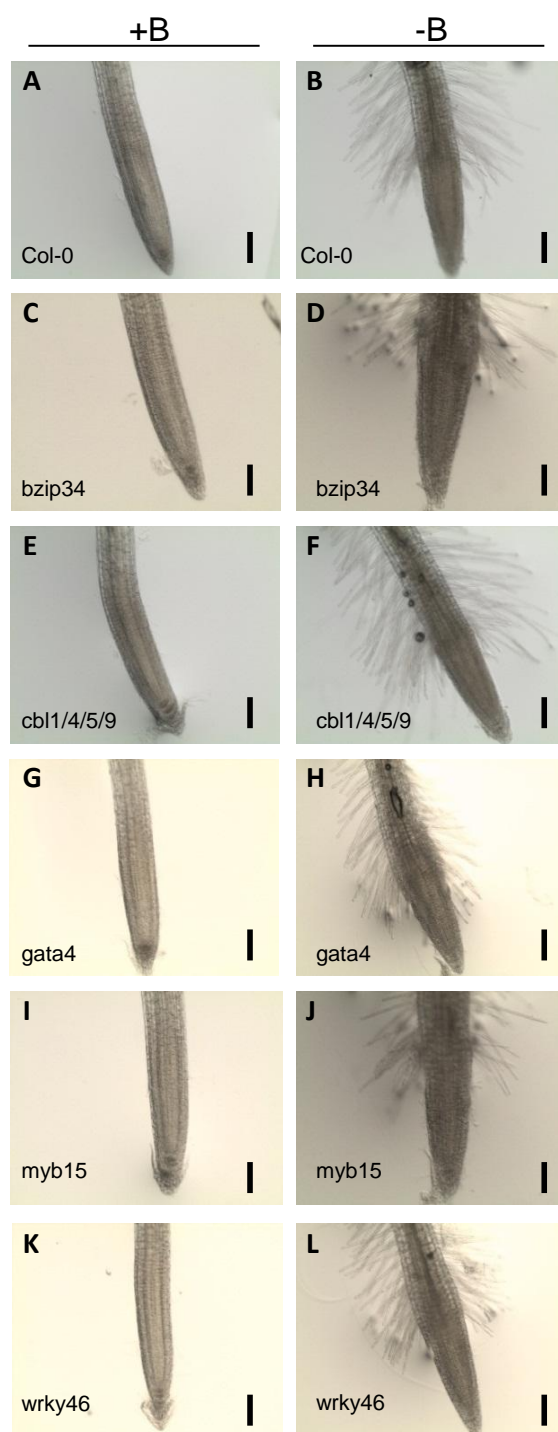 +B
-B
A
B
Col-0
Col-0
C
D
bzip34
bzip34
E
F
cbl1/4/5/9
cbl1/4/5/9
G
H
gata4
gata4
I
J
myb15
myb15
K
L
wrky46
wrky46